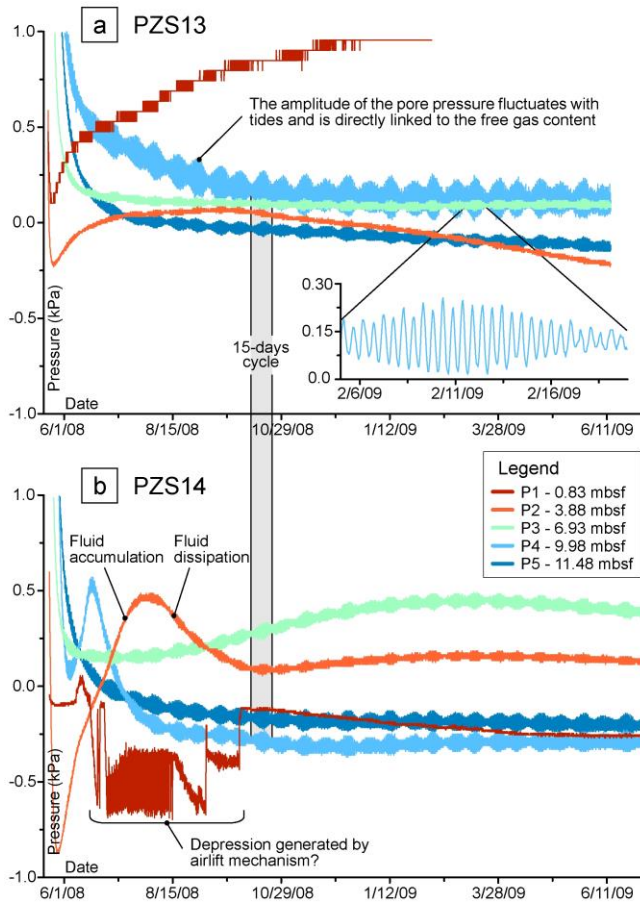 a PZS13
1.0
0.5
0.0
-0.5
-1.0
Pressure (kPa)
The amplitude of the pore pressure fluctuates with
tides and is directly linked to the free gas content
0.30
0.15
0.0
2/6/09 2/11/09 2/16/09
15-days
cycle
Date
6/1/08 8/15/08 10/29/08 1/12/09 3/28/09 6/11/09
b PZS14
Legend
P1 - 0.83 mbsf
P2 - 3.88 mbsf
P3 - 6.93 mbsf
P4 - 9.98 mbsf
P5 - 11.48 mbsf
1.0
0.5
0.0
-0.5
-1.0
Pressure (kPa)
Fluid
accumulation
Fluid
dissipation
Depression generated by
airlift mechanism?
Date
6/1/08 8/15/08 10/29/08 1/12/09 3/28/09 6/11/09